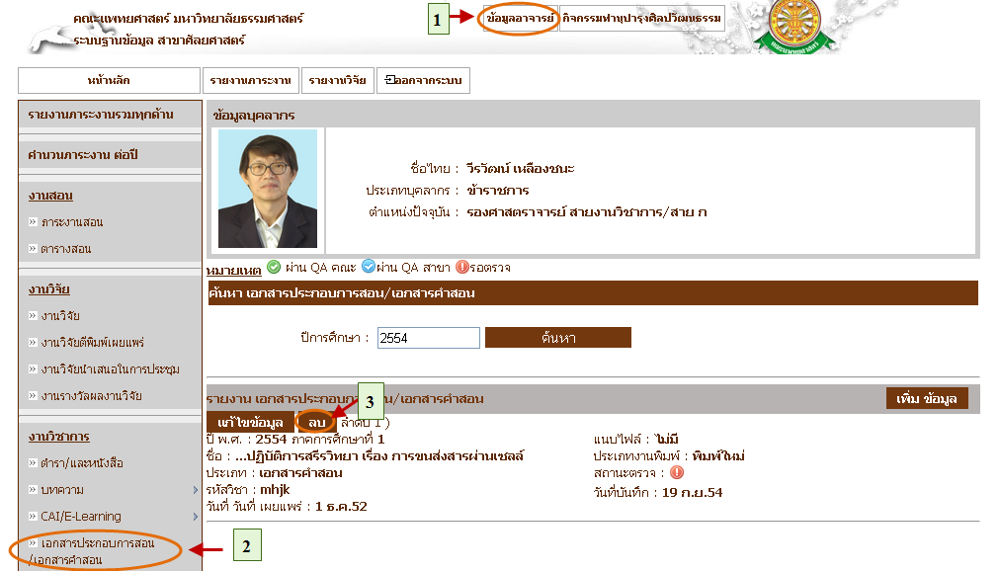 คณะแพทยศาสตร์ มหาวิทยาลัยธรรมศาสตร์
ระบบฐานข้อมูล สาขาศัลยศาสตร์
1
ข้อมูลอาจารย์
กิจกรรมทำนุบำรุงศิลปวัฒนธรรม
หน้าหลัก
รายงานภาระงาน
รายงานวิจัย
ออกจากระบบ
รายงานภาระงานรวมทุกด้าน
คำนวนภาระงาน ต่อปี
งานสอน
» ภาระงานสอน
» ตารางสอน
งานวิจัย
» งานวิจัย
» งานวิจัยตีพิมพ์เผยแพร่
» งานวิจัยนำเสนอในการประชุม
» งานรางวัลผลงานวิจัย
งานวิชาการ
» ตำรา/และหนังสือ
» บทความ
» CAI/E-Learning
» เอกสารประกอบการสอน
/เอกสารคำสอน
2
ข้อมูลบุคลากร
ชื่อไทย : วีรวัฒน์ เหลืองชนะ
ประเภทบุคลากร : ข้าราชการ
ตำแหน่งปัจจุบัน : รองศาสตราจารย์ สายงานวิชาการ/สาย ก
หมายเหตุ ผ่าน QA คณะ ผ่าน QA สาขา รอตรวจ
ค้นหา เอกสารประกอบการสอน/เอกสารคำสอน
ปีการศึกษา : 2554 ค้นหา
รายงาน เอกสารประกอบกา น/เอกสารคำสอน
3
เพิ่ม ข้อมูล
แก้ไขข้อมูล ลบ ลำดับ 1 )
ปี พ.ศ. : 2554 ภาคการศึกษาที่ 1
ชื่อ : ...ปฏิบัติการสรีรวิทยา เรื่อง การขนส่งสารผ่านเซลล์
ประเภท : เอกสารคำสอน
รหัสวิชา : mhjk
วันที่ วันที่ เผยแพร่ : 1 ธ.ค.52
แนบไฟล์ : ไม่มี
ประเภทงานพิมพ์ : พิมพ์ใหม่
สถานะตรวจ :
วันที่บันทึก : 19 ก.ย.54